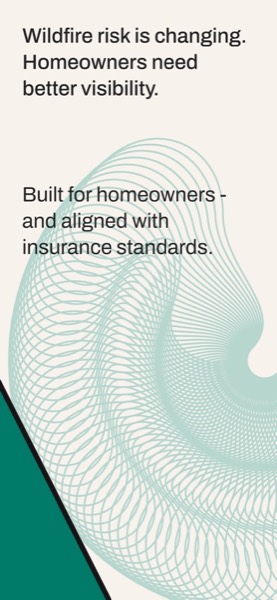 Wildfire risk is changing.
Homeowners need
better visibility.
Built for homeowners -
and aligned with
insurance standards.